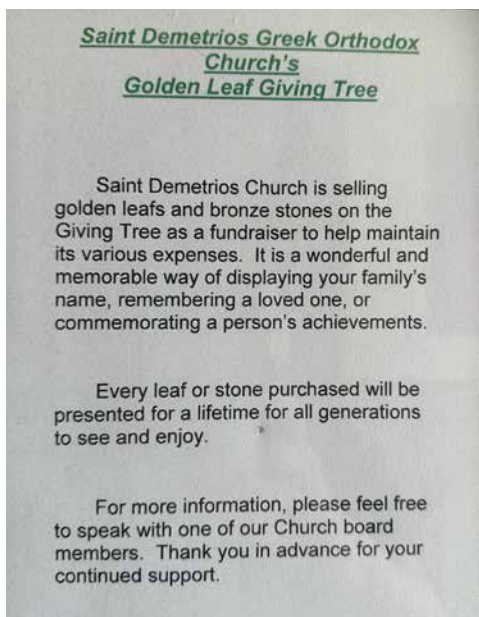 Saint Demetrios Greek Orthodox
Church's
Golden Leaf Giving Tree
Saint Demetrios Church is selling
golden leafs and bronze stones on the
Giving Tree as a fundraiser to help maintain
its various expenses. It is a wonderful and
memorable way of displaying your family's
name, remembering a loved one, or
commemorating a person's achievements.
Every leaf or stone purchased will be
presented for a lifetime for all generations
to see and enjoy.
For more information, please feel free
to speak with one of our Church board
members. Thank you in advance for your
continued support.